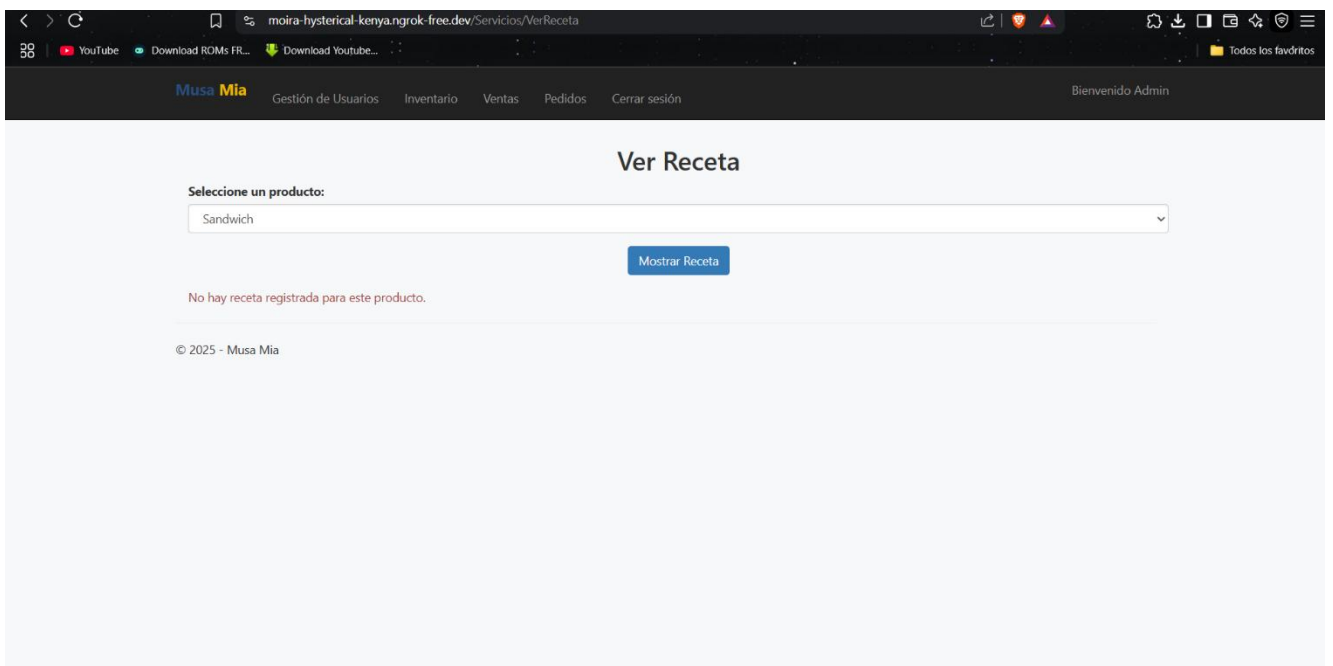 moira-hysterical-kenya.ngrok-free.dev/Servicios/VerReceta
YouTube Download ROMs FR... Download Youtube... Todos los favoritos
Musa Mia Gestión de Usuarios Inventario Ventas Pedidos Cerrar sesión Bienvenido Admin
Ver Receta
Seleccione un producto:
Sandwich
Mostrar Receta
No hay receta registrada para este producto.
© 2025 - Musa Mia